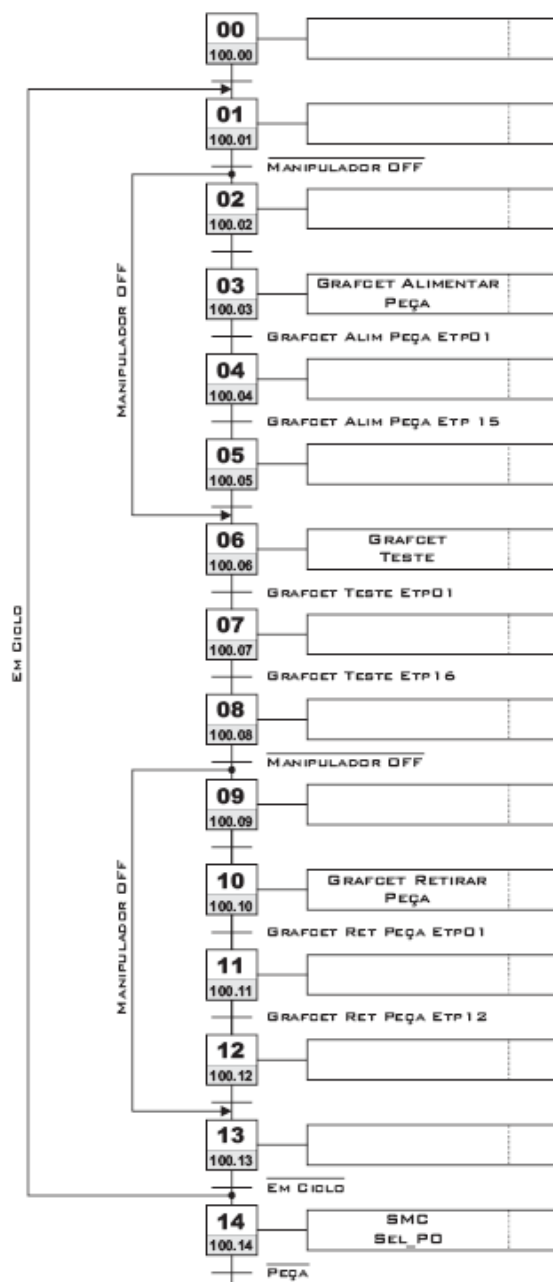 00
100.00
01
100.01
MANIPULADOR OFF
02
100.02
MANIPULADOR OFF
03
100.03
GRAFCET ALIMENTAR
PEÇA
GRAFCET ALIM PEÇA ETP01
04
100.04
GRAFCET ALIM PEÇA ETP 15
05
100.05
06
100.06
GRAFCET
TESTE
GRAFCET TESTE ETP01
EM CICLO
07
100.07
GRAFCET TESTE ETP16
08
100.08
MANIPULADOR OFF
09
100.09
MANIPULADOR OFF
10
100.10
GRAFCET RETIRAR
PEÇA
GRAFCET RET PEÇA ETP01
11
100.11
GRAFCET RET PEÇA ETP12
12
100.12
13
100.13
EM CICLO
14
100.14
SMC
SEL_PO
PEÇA